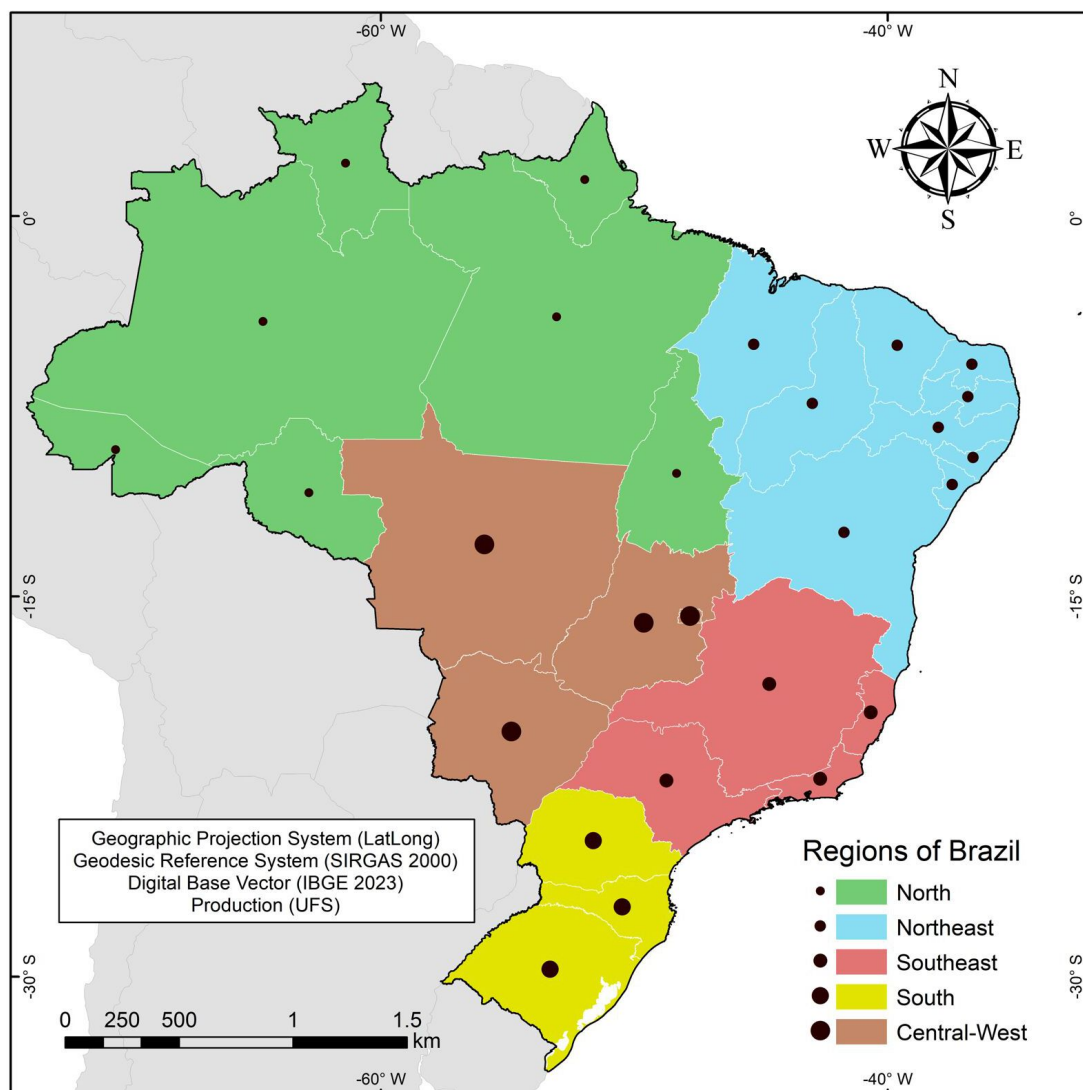 -60° W
-40° W
N
W
E
S
0°
0°
-15° S
-15° S
Geographic Projection System (LatLong)
Geodesic Reference System (SIRGAS 2000)
Digital Base Vector (IBGE 2023)
Production (UFS)
Regions of Brazil
North
Northeast
Southeast
South
Central-West
-30° S
-30° S
0 250 500 1 1.5
km
-60° W
-40° W